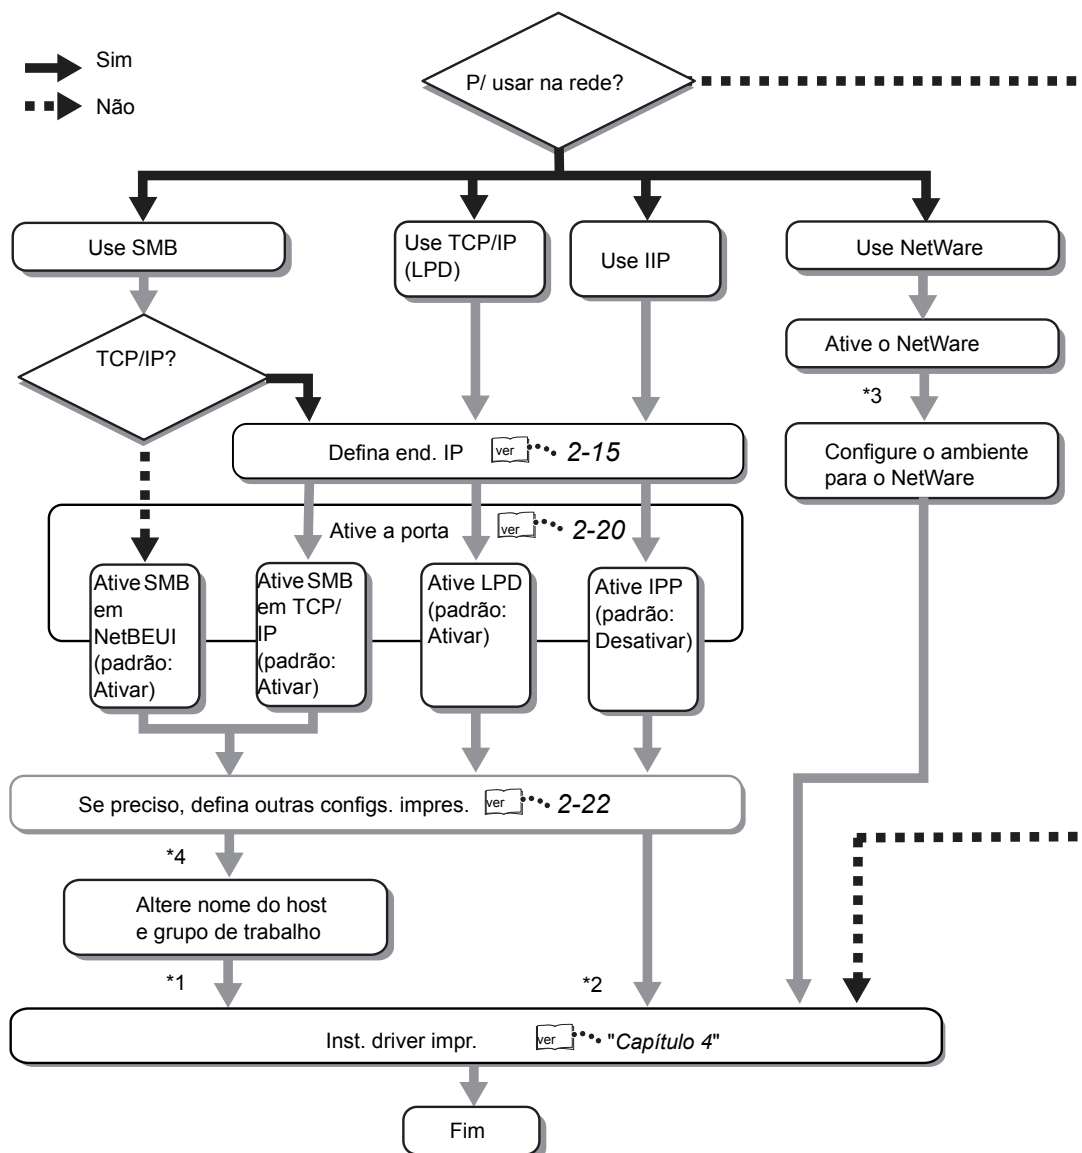 Sim
Não
P/ usar na rede?
Use SMB
Use TCP/IP
(LPD)
Use IIP
Use NetWare
TCP/IP?
Ative o NetWare
*3
Defina end. IP ver 2-15
Configure o ambiente
para o NetWare
Ative a porta ver 2-20
Ative SMB
em
NetBEUI
(padrão:
Ativar)
Ative SMB
em TCP/
IP
(padrão:
Ativar)
Ative LPD
(padrão:
Ativar)
Ative IPP
(padrão:
Desativar)
Se preciso, defina outras configs. impres. ver 2-22
*4
Altere nome do host
e grupo de trabalho
*1
*2
Inst. driver impr. ver "Capítulo 4"
Fim